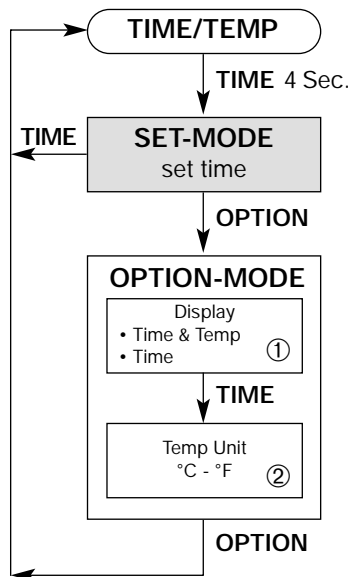 TIME/TEMP
TIME 4 Sec.
TIME
SET-MODE
set time
OPTION
OPTION-MODE
Display
• Time & Temp
• Time
①
TIME
Temp Unit
°C - °F
②
OPTION